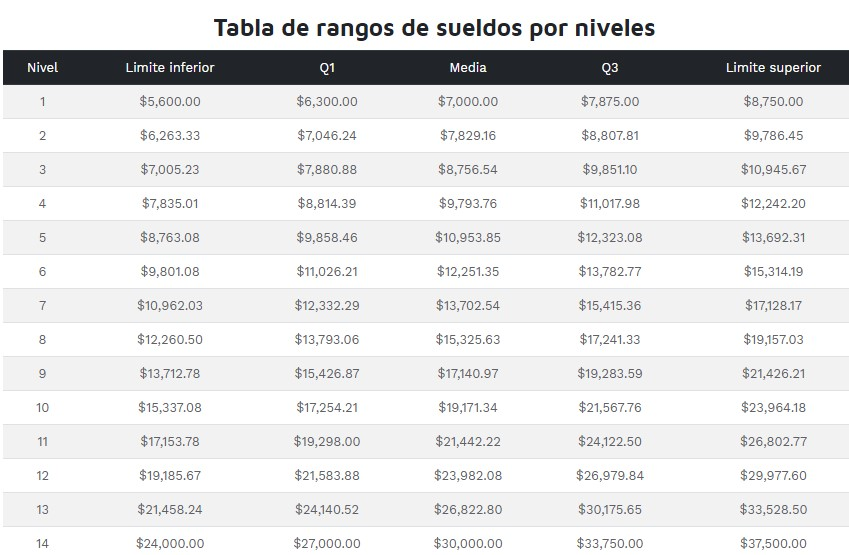 Tabla de rangos de sueldos por niveles
Nivel Limite inferior Q1 Media Q3 Limite superior
1 $5,600.00 $6,300.00 $7,000.00 $7,875.00 $8,750.00
2 $6,263.33 $7,046.24 $7,829.16 $8,807.81 $9,786.45
3 $7,005.23 $7,880.88 $8,756.54 $9,851.10 $10,945.67
4 $7,835.01 $8,814.39 $9,793.76 $11,017.98 $12,242.20
5 $8,763.08 $9,858.46 $10,953.85 $12,323.08 $13,692.31
6 $9,801.08 $11,026.21 $12,251.35 $13,782.77 $15,314.19
7 $10,962.03 $12,332.29 $13,702.54 $15,415.36 $17,128.17
8 $12,260.50 $13,793.06 $15,325.63 $17,241.33 $19,157.03
9 $13,712.78 $15,426.87 $17,140.97 $19,283.59 $21,426.21
10 $15,337.08 $17,254.21 $19,171.34 $21,567.76 $23,964.18
11 $17,153.78 $19,298.00 $21,442.22 $24,122.50 $26,802.77
12 $19,185.67 $21,583.88 $23,982.08 $26,979.84 $29,977.60
13 $21,458.24 $24,140.52 $26,822.80 $30,175.65 $33,528.50
14 $24,000.00 $27,000.00 $30,000.00 $33,750.00 $37,500.00